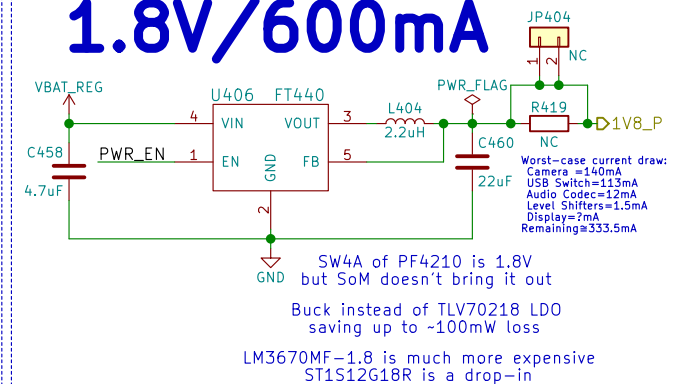 1.8V/600mA
JP404
1
2
NC
VBAT_REG
U406
FT440
PWR_FLAG
R419
4
VIN
VOUT
3
L404
2.2uH
1V8_P
NC
C458
4.7uF
PWR_EN
1
EN
GND
FB
5
C460
22uF
2
GND
Worst-case current draw:
Camera =140mA
USB Switch=113mA
Audio Codec=12mA
Level Shifters=1.5mA
Display=?mA
Remaining≅333.5mA
SW4A of PF4210 is 1.8V
but SoM doesn't bring it out
Buck instead of TLV70218 LDO
saving up to ~100mW loss
LM3670MF-1.8 is much more expensive
ST1S12G18R is a drop-in